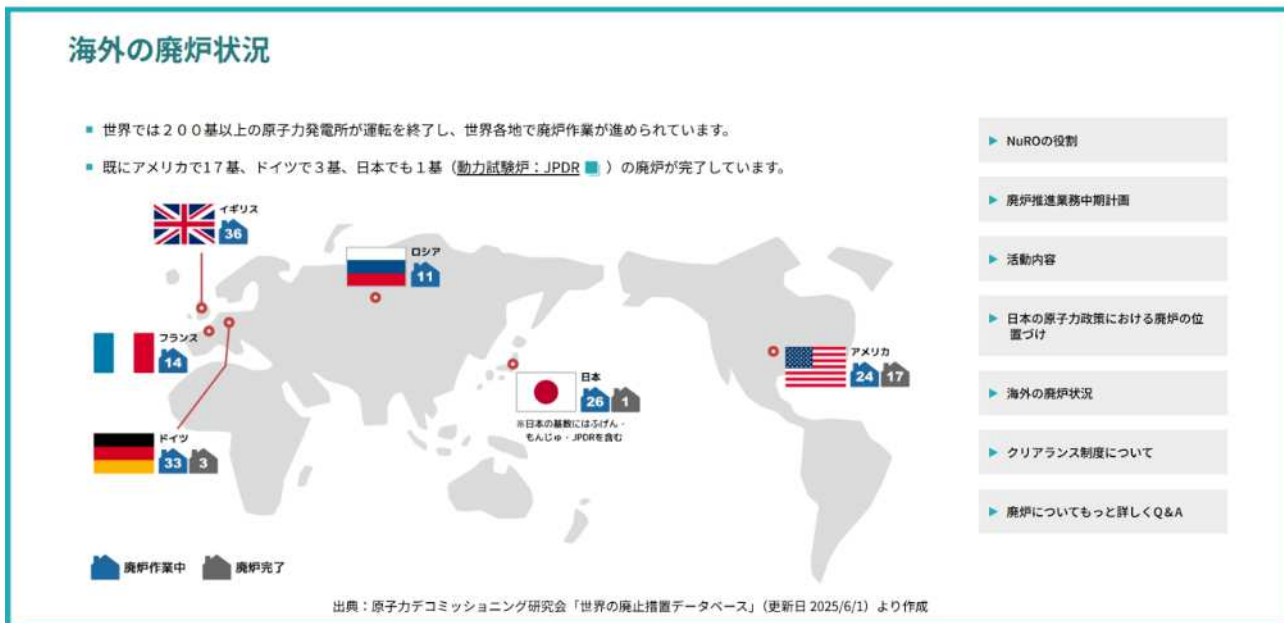 海外の廃炉状況
世界では２００基以上の原子力発電所が運転を終了し、世界各地で廃炉作業が進められています。
既にアメリカで17基、ドイツで３基、日本でも１基（動力試験炉：JPDR ）の廃炉が完了しています。
イギリス
36
ロシア
11
フランス
14
日本
26 1
※日本の基数にはふげん・
もんじゅ・JPDRを含む
アメリカ
24 17
ドイツ
33 3
廃炉作業中 廃炉完了
出典：原子力デコミッショニング研究会「世界の廃止措置データベース」（更新日 2025/6/1）より作成
NuROの役割
廃炉推進業務中期計画
活動内容
日本の原子力政策における廃炉の位
置づけ
海外の廃炉状況
クリアランス制度について
廃炉についてもっと詳しくQ&A